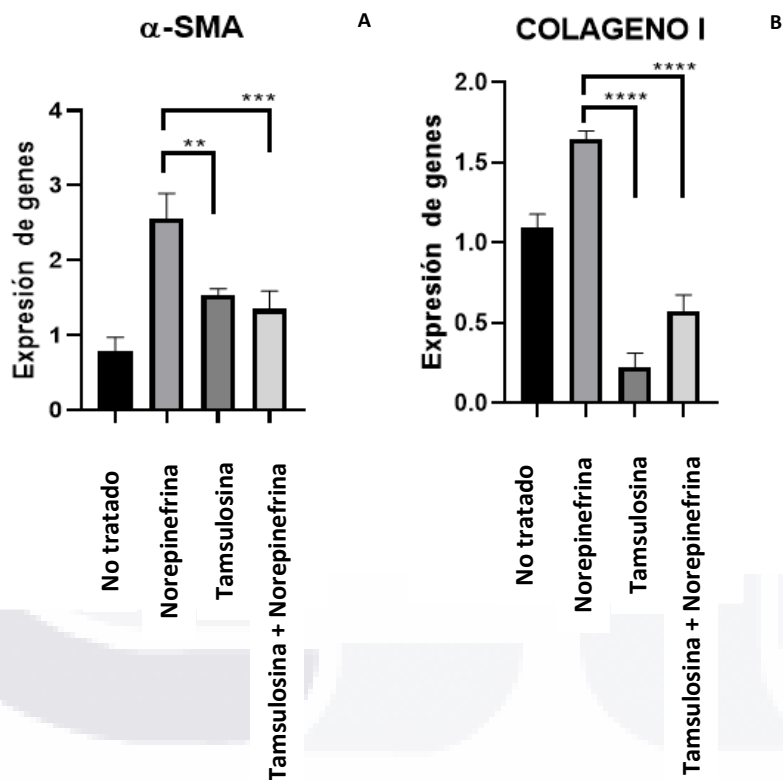 α-SMA
A
Expresión de genes
4
3
2
1
0
***
**
No tratado
Norepinefrina
Tamsulosina
Tamsulosina + Norepinefrina
COLAGENO I
B
Expresión de genes
2.0
1.5
1.0
0.5
0.0
****
****
No tratado
Norepinefrina
Tamsulosina
Tamsulosina + Norepinefrina